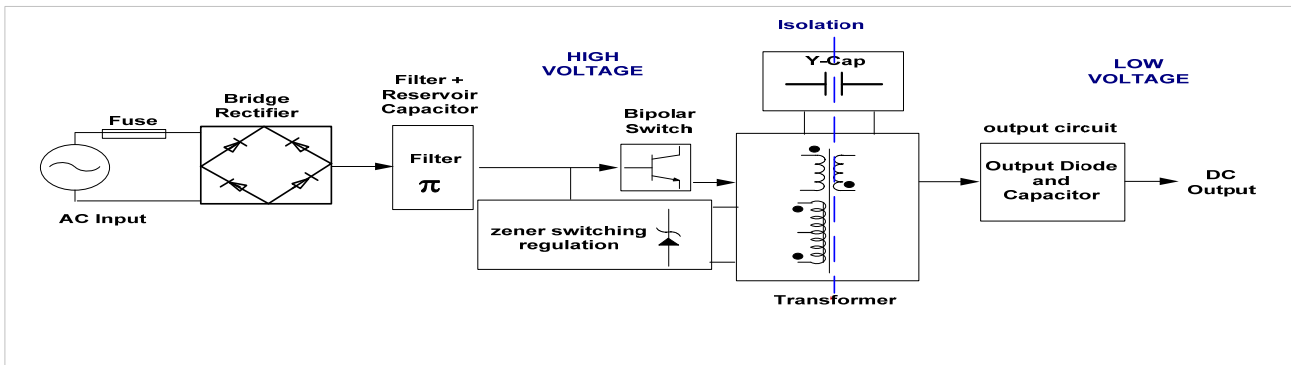 Isolation
HIGH
VOLTAGE
Y-Cap
LOW
VOLTAGE
Filter +
Reservoir
Capacitor
Bridge
Rectifier
Bipolar
Switch
Fuse
output circuit
Filter
π
Output Diode
and
Capacitor
DC
Output
AC Input
zener switching
regulation
Transformer